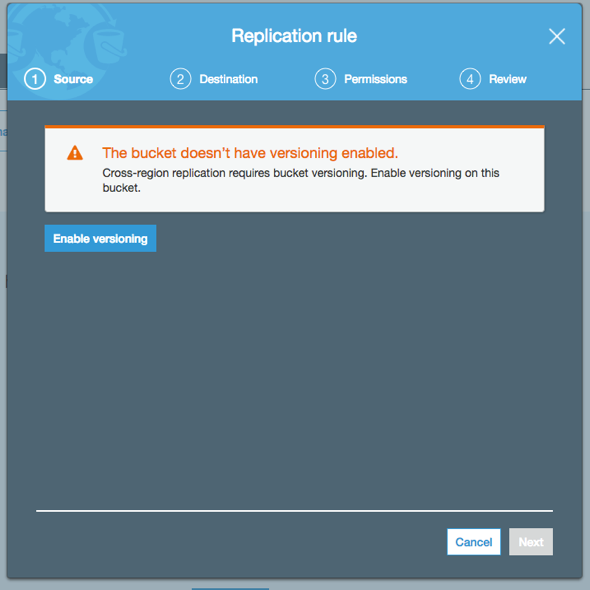 Replication rule
1 Source
2 Destination
3 Permissions
4 Review
The bucket doesn't have versioning enabled.
Cross-region replication requires bucket versioning. Enable versioning on this
bucket.
Enable versioning
Cancel
Next